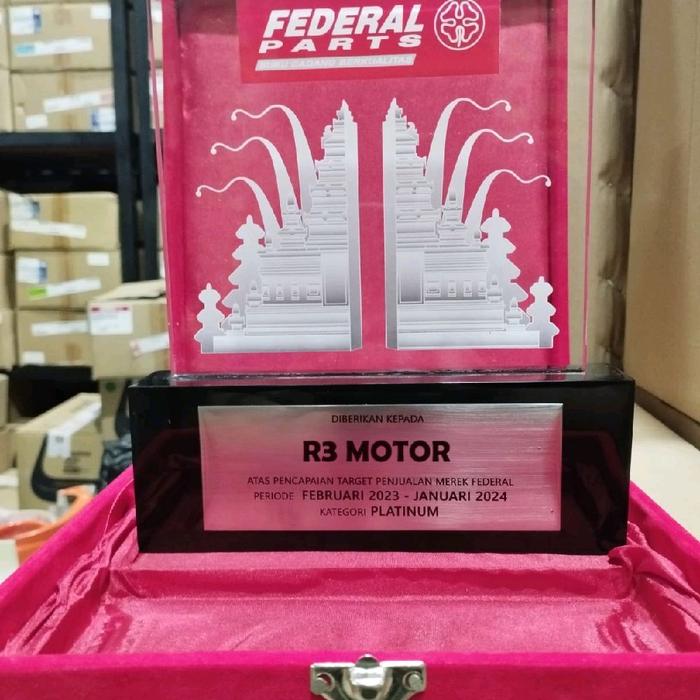 FEDERAL
PARTS
SUKU CADANG BERKUALITAS
DIBERIKAN KEPADA
R3 MOTOR
ATAS PENCAPAIAN TARGET PENJUALAN MEREK FEDERAL
PERIODE FEBRUARI 2023 - JANUARI 2024
KATEGORI PLATINUM